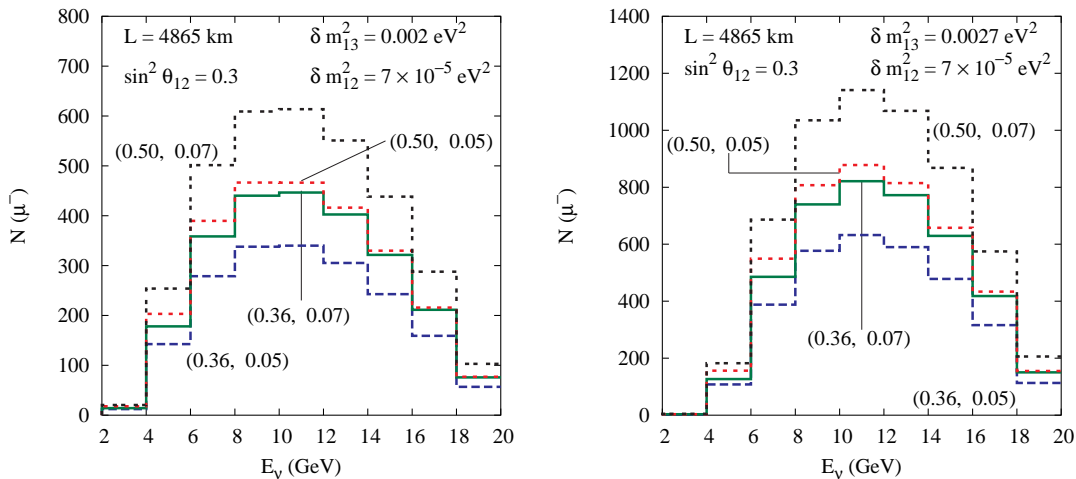 800
700
600
500
400
300
200
100
0
N (μ⁻)
L = 4865 km
δ m²₁₃ = 0.002 eV²
sin² θ₁₂ = 0.3
δ m²₁₂ = 7 × 10⁻⁵ eV²
(0.50, 0.07)
(0.50, 0.05)
(0.36, 0.07)
(0.36, 0.05)
2 4 6 8 10 12 14 16 18 20
E_ν (GeV)
1400
1200
1000
800
600
400
200
0
N (μ⁻)
L = 4865 km
δ m²₁₃ = 0.0027 eV²
sin² θ₁₂ = 0.3
δ m²₁₂ = 7 × 10⁻⁵ eV²
(0.50, 0.05)
(0.50, 0.07)
(0.36, 0.07)
(0.36, 0.05)
2 4 6 8 10 12 14 16 18 20
E_ν (GeV)